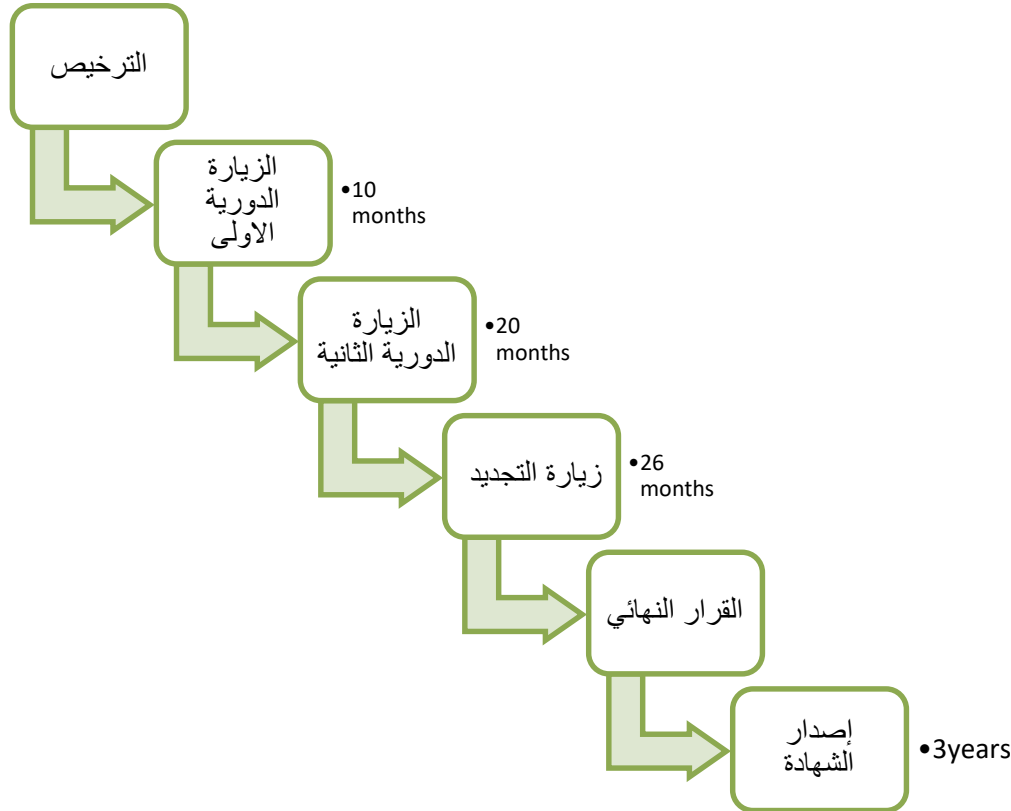 الترخيص
الزيارة
الدورية
الاولى
•10
months
الزيارة
الدورية الثانية
•20
months
زيارة التجديد
•26
months
القرار النهائي
إصدار
الشهادة
•3years